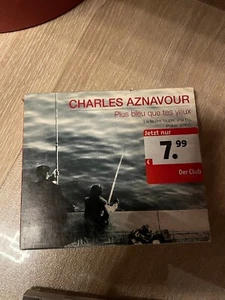 CHARLES AZNAVOUR
Plus bleu que tes yeux
Jetzt nur
€ 7.99
Der Club